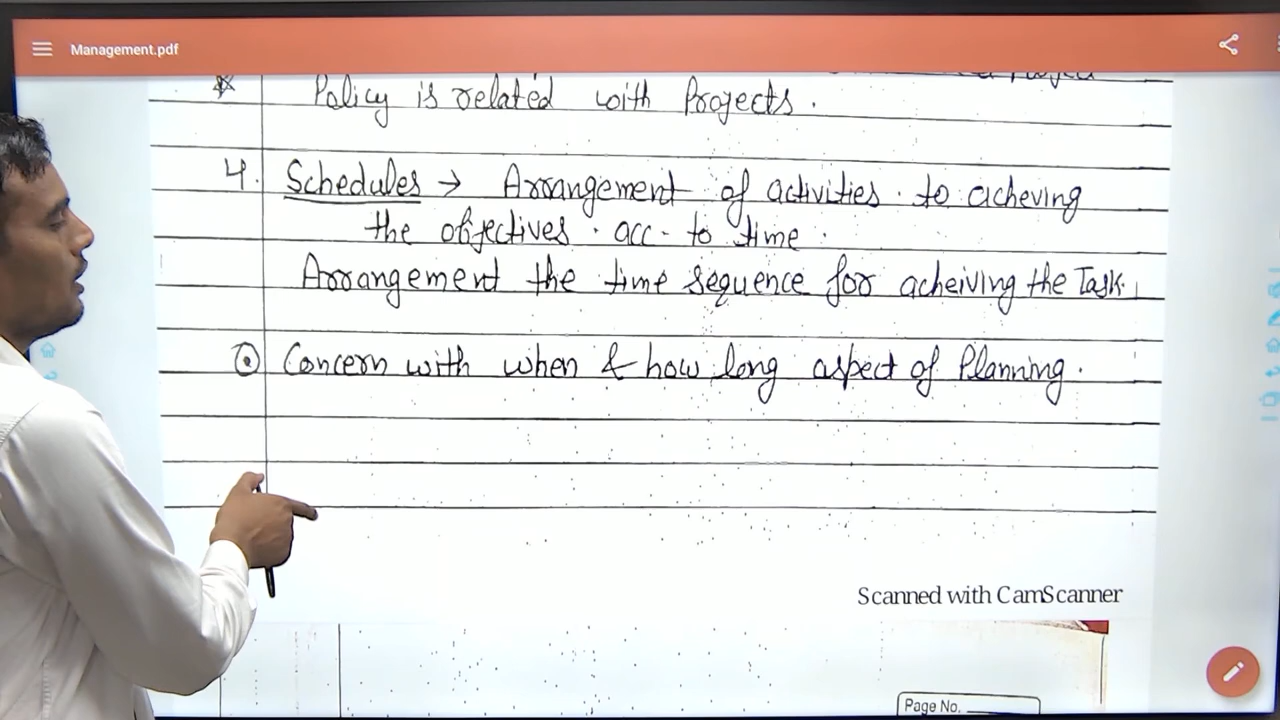 Management.pdf
Policy is related with Projects.
4. Schedules → Arrangement of activities. to acheving
the objectives. acc. to time.
Arrangement the time sequence for acheiving the Task.
Concern with when & how long aspect of Planning.
Scanned with CamScanner
Page No.